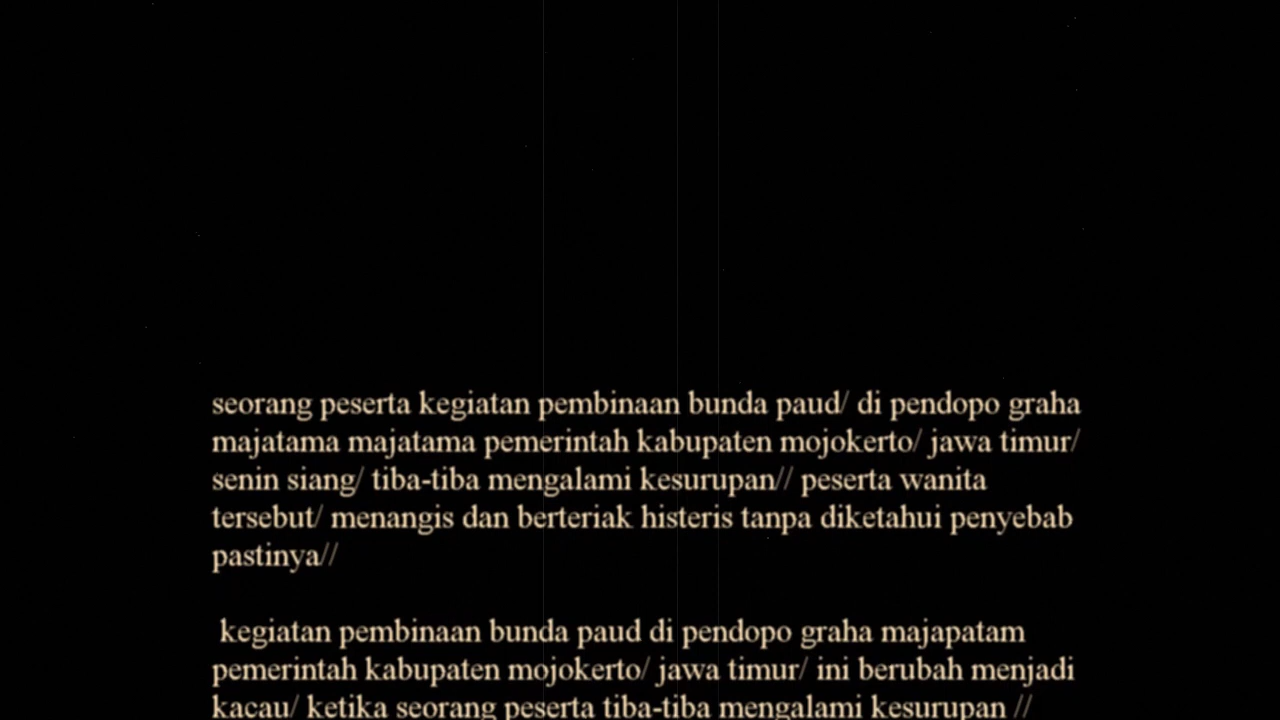 seorang peserta kegiatan pembinaan bunda paud/ di pendopo graha
majatama majatama pemerintah kabupaten mojokerto/ jawa timur/
senin siang/ tiba-tiba mengalami kesurupan// peserta wanita
tersebut/ menangis dan berteriak histeris tanpa diketahui penyebab
pastinya//
kegiatan pembinaan bunda paud di pendopo graha majapatam
pemerintah kabupaten mojokerto/ jawa timur/ ini berubah menjadi
kacau/ ketika seorang peserta tiba-tiba mengalami kesurupan //